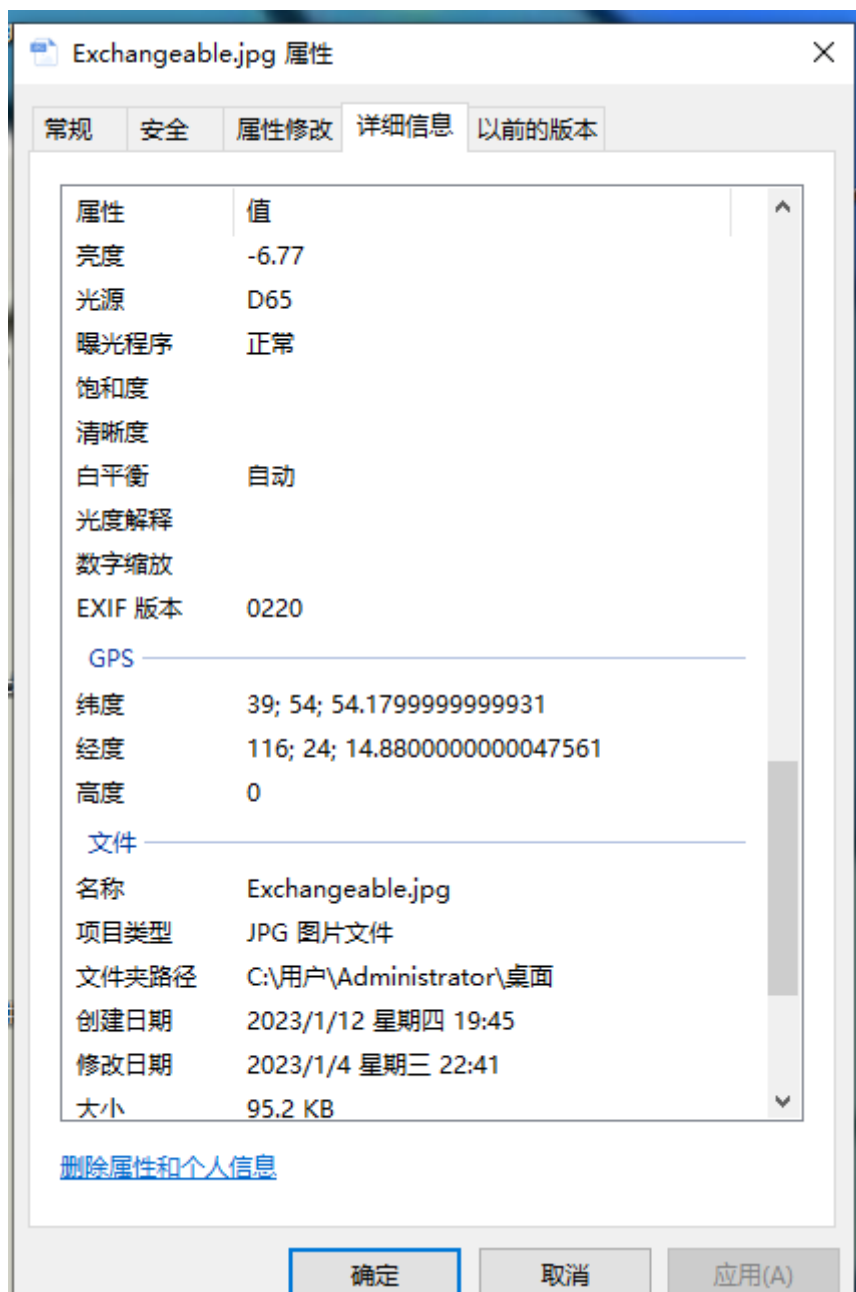 Exchangeable.jpg 属性
常规 安全 属性修改 详细信息 以前的版本
属性 值
亮度 -6.77
光源 D65
曝光程序 正常
饱和度
清晰度
白平衡 自动
光度解释
数字缩放
EXIF 版本 0220
GPS
纬度 39; 54; 54.1799999999931
经度 116; 24; 14.8800000000047561
高度 0
文件
名称 Exchangeable.jpg
项目类型 JPG 图片文件
文件夹路径 C:\用户\Administrator\桌面
创建日期 2023/1/12 星期四 19:45
修改日期 2023/1/4 星期三 22:41
大小 95.2 KB
删除属性和个人信息
确定 取消 应用(A)